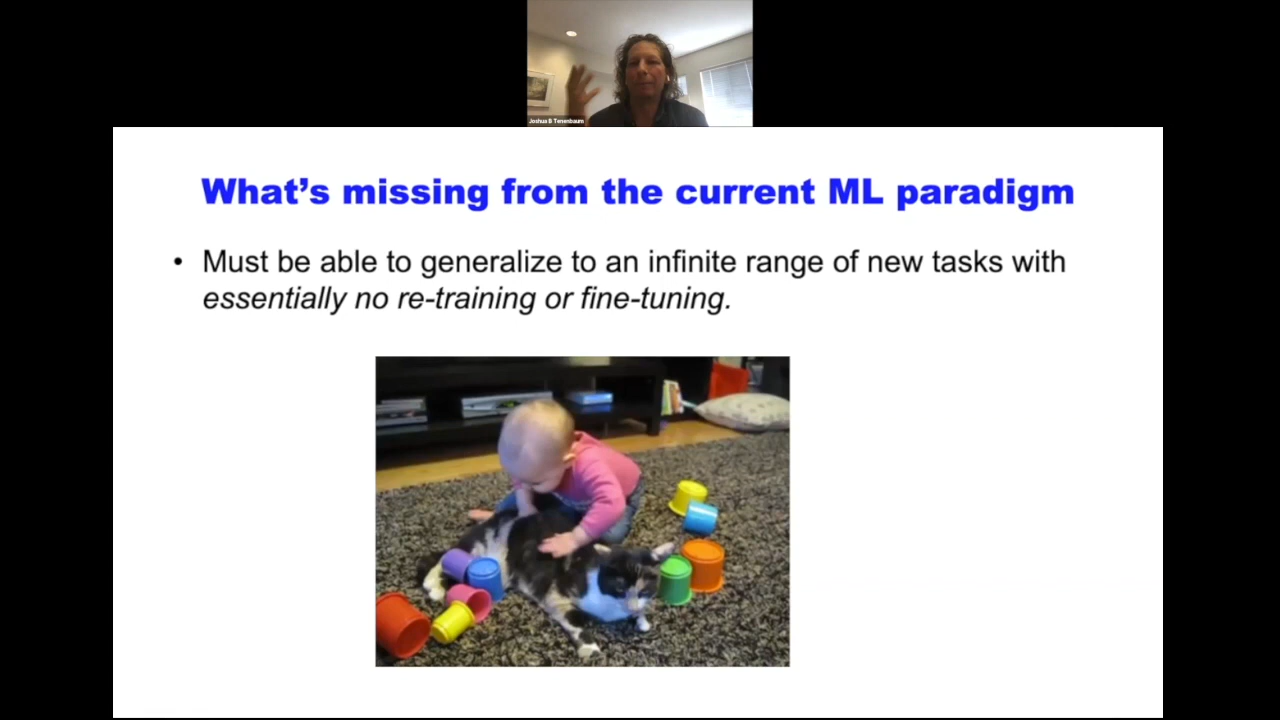 Joshua B Tenenbaum
What's missing from the current ML paradigm
• Must be able to generalize to an infinite range of new tasks with
essentially no re-training or fine-tuning.